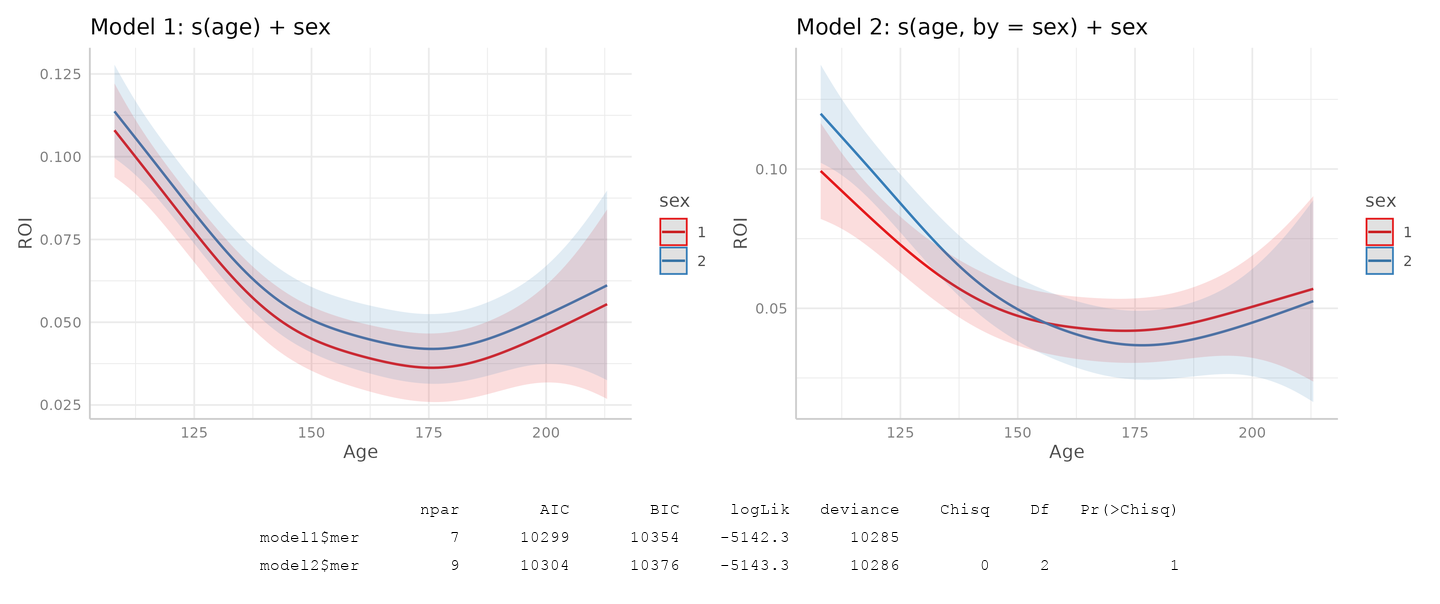 Model 1: s(age) + sex
0.125
0.100
0.075
0.050
0.025
ROI
125 150 175 200
Age
sex
1
2
Model 2: s(age, by = sex) + sex
0.10
0.05
ROI
125 150 175 200
Age
sex
1
2
npar AIC BIC logLik deviance Chisq Df Pr(>Chisq)
model1$mer 7 10299 10354 -5142.3 10285
model2$mer 9 10304 10376 -5143.3 10286 0 2 1